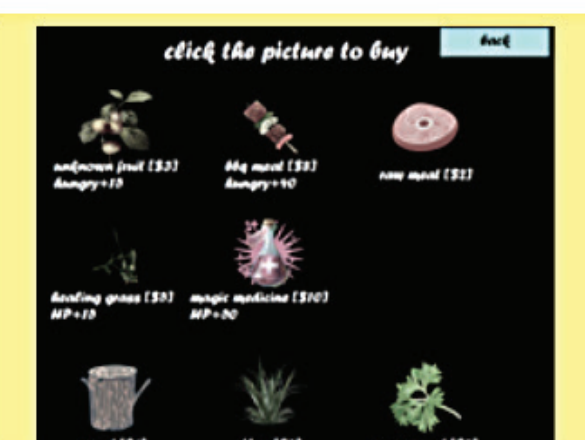 back
click the picture to buy
unknown fruit [$3]
hungry+15
bbq meat [$8]
hungry+40
raw meat [$2]
healing grass [$5]
HP+15
magic medicine [$10]
HP+50